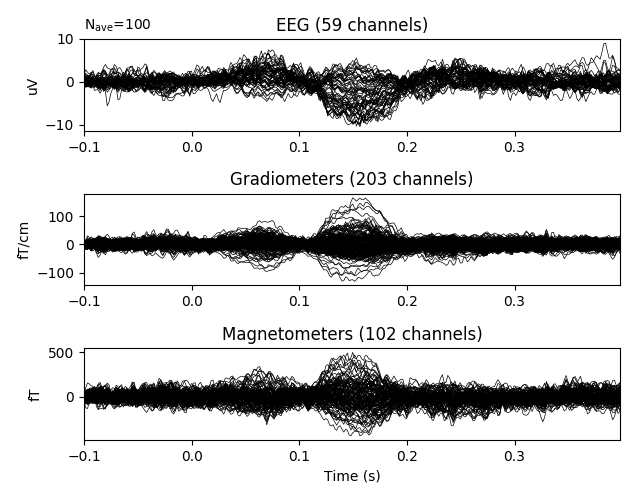 Nave=100
EEG (59 channels)
10
0
−10
uV
−0.1 0.0 0.1 0.2 0.3
Gradiometers (203 channels)
100
0
−100
fT/cm
−0.1 0.0 0.1 0.2 0.3
Magnetometers (102 channels)
500
0
fT
−0.1 0.0 0.1 0.2 0.3
Time (s)